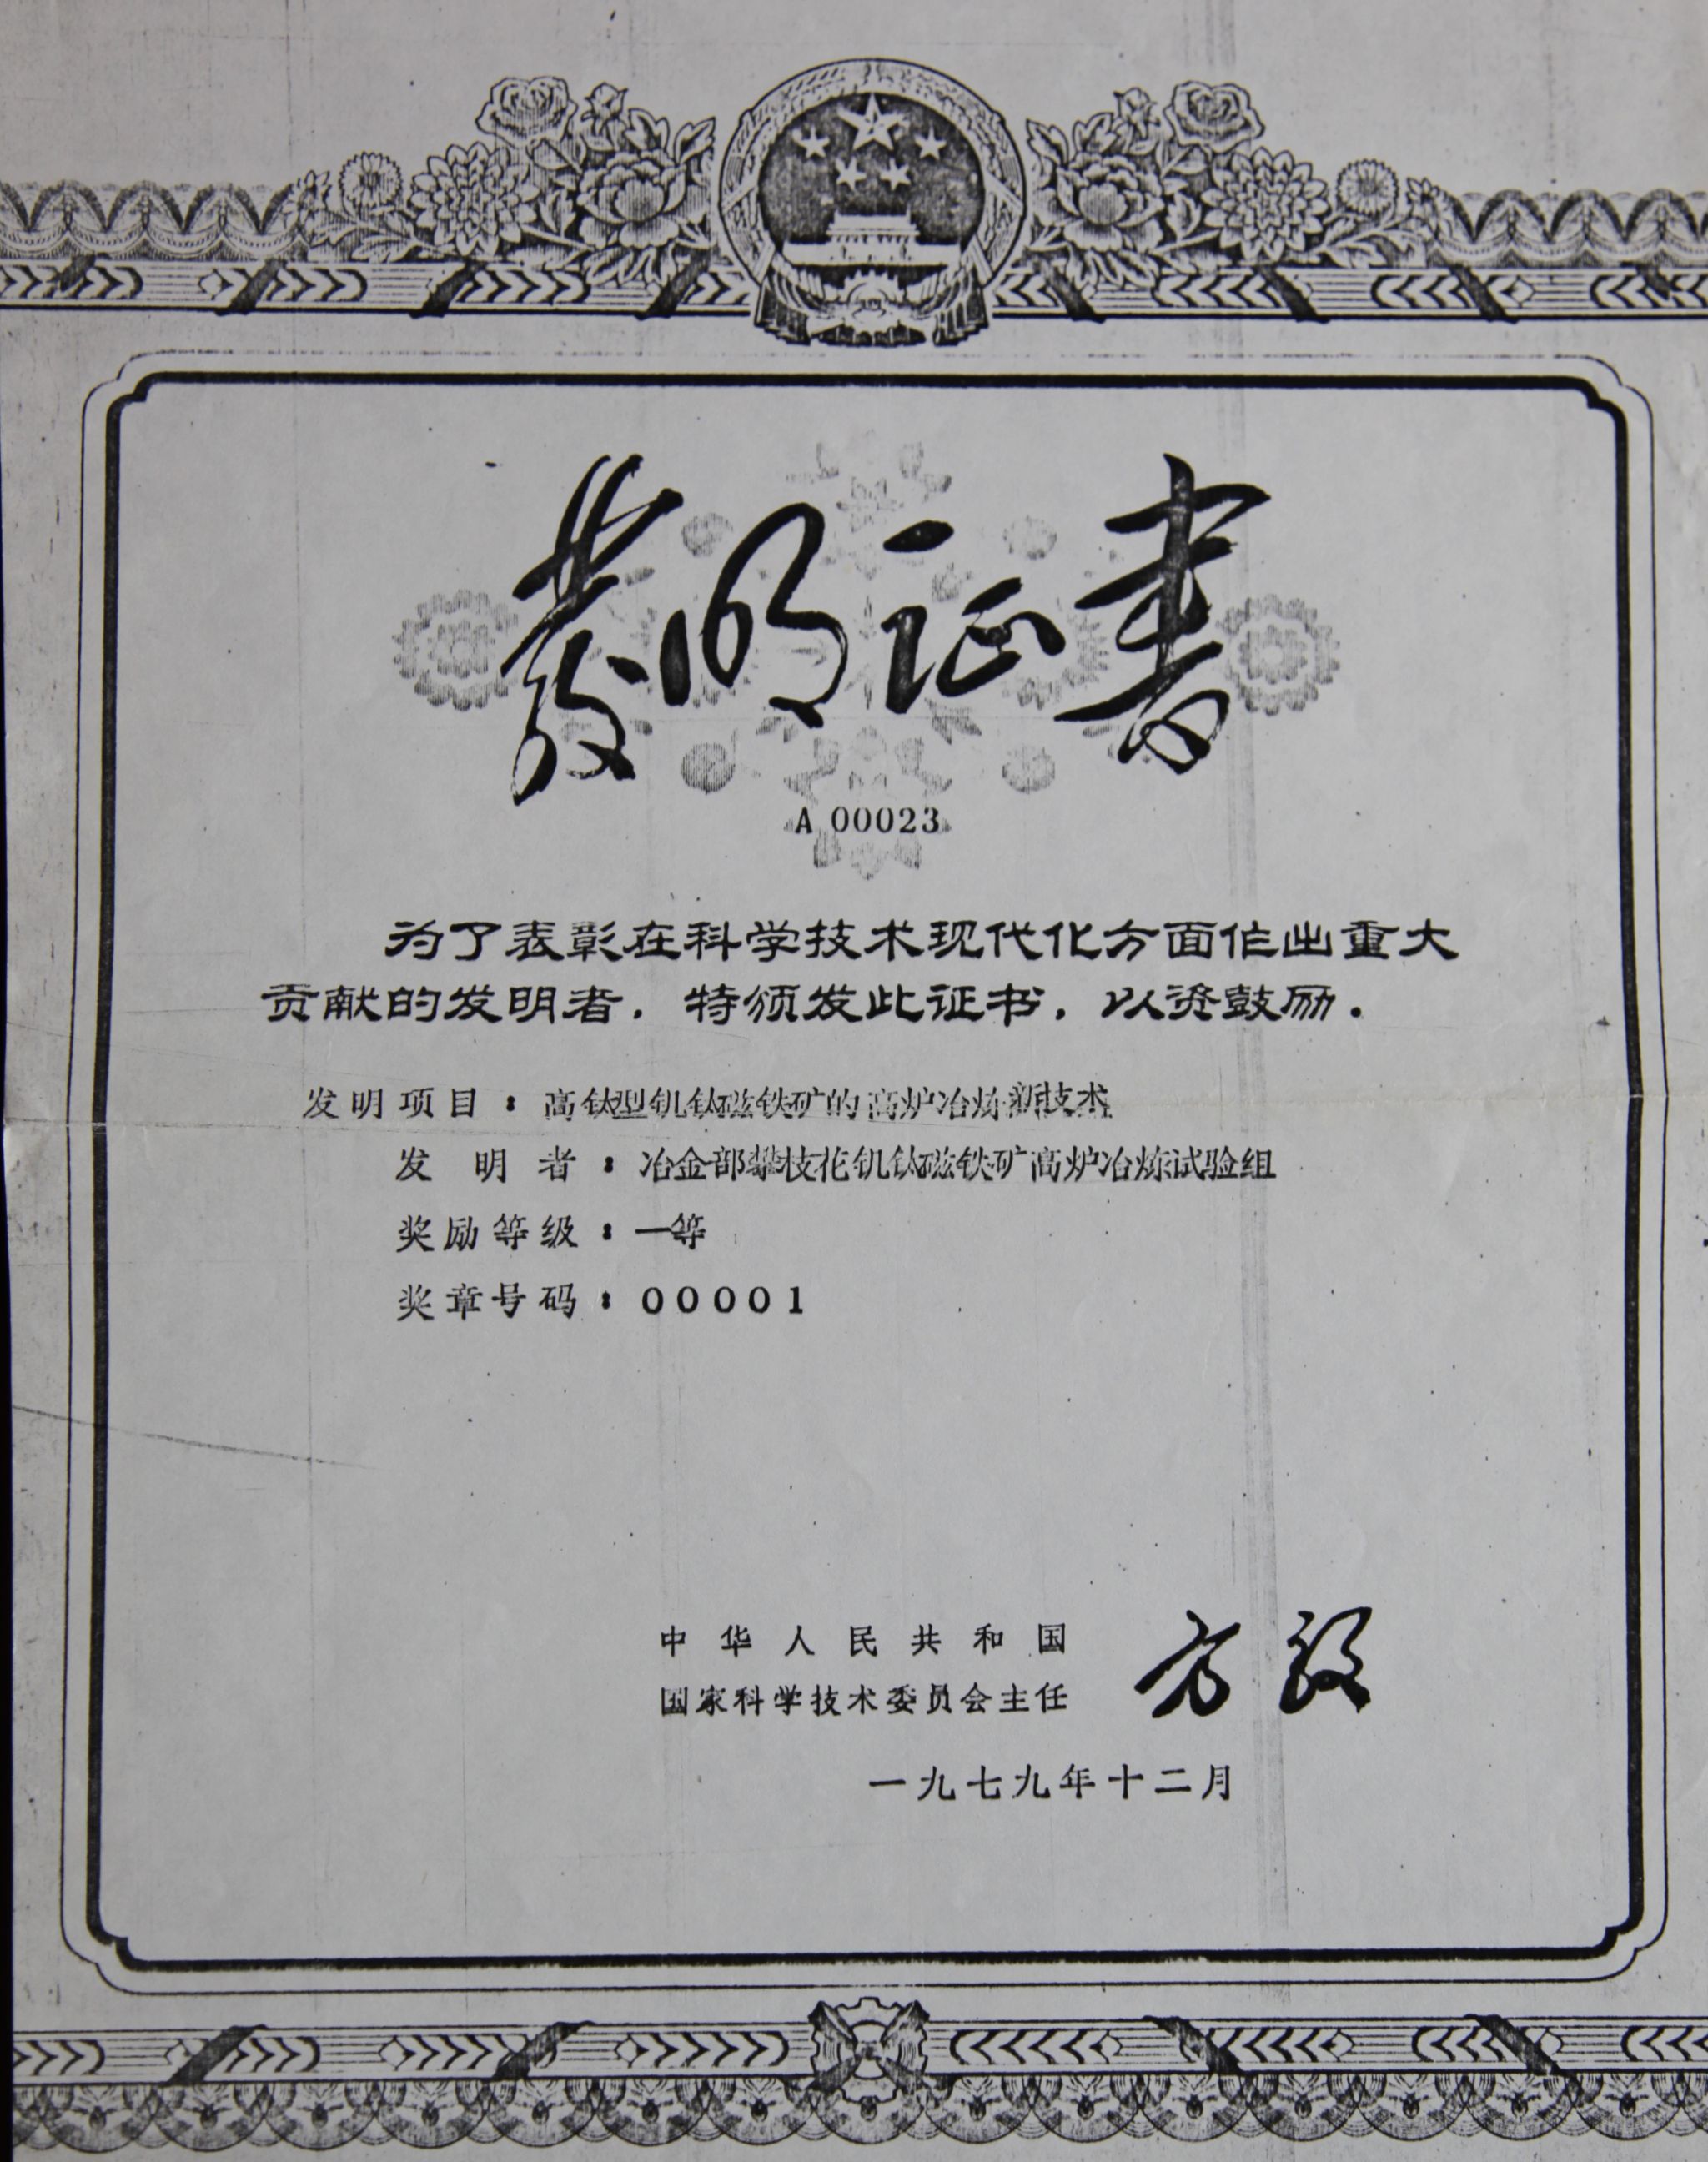 发明证书
A 00023
为了表彰在科学技术现代化方面作出重大
贡献的发明者，特颁发此证书，以资鼓励．
发明项目：高钛型钒钛磁铁矿的高炉冶炼新技术
发明者：冶金部攀枝花钒钛磁铁矿高炉冶炼试验组
奖励等级：一等
奖章号码：00001
中华人民共和国
国家科学技术委员会主任 方毅
一九七九年十二月